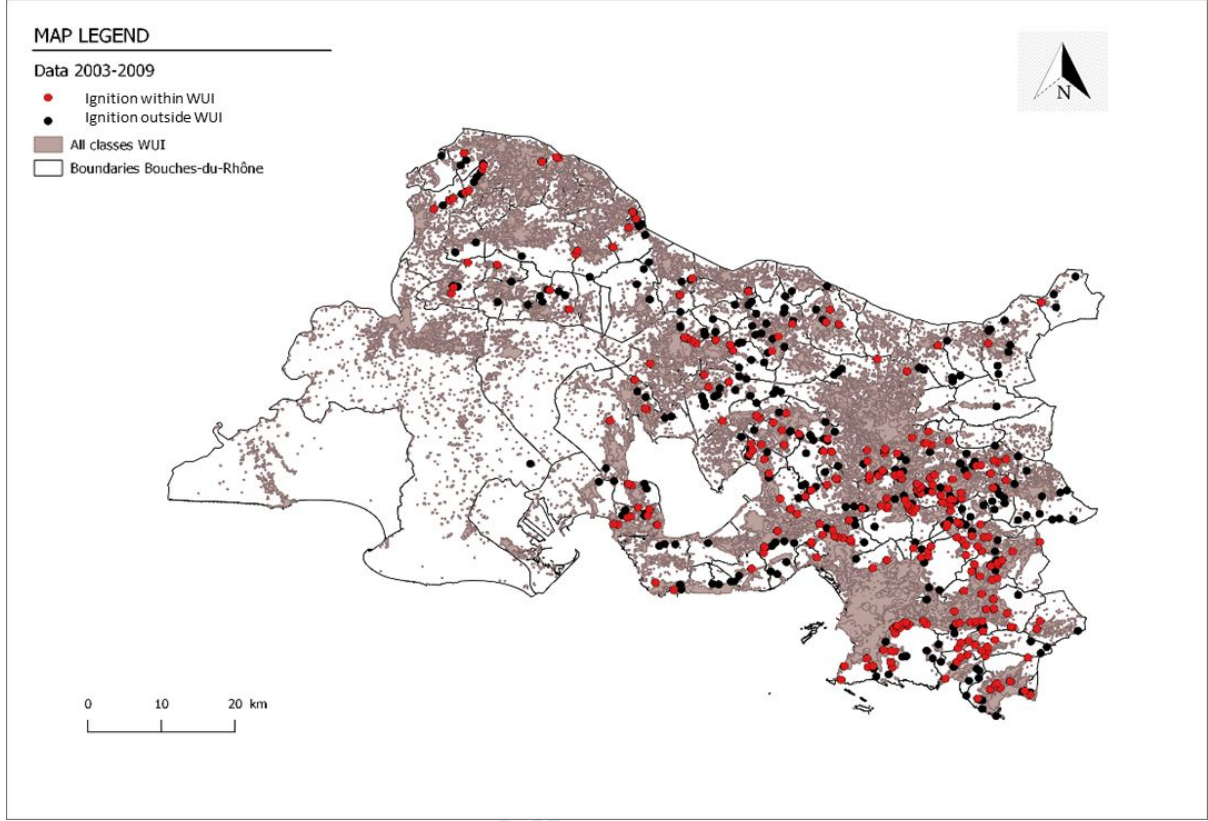 MAP LEGEND
Data 2003-2009
Ignition within WUI
Ignition outside WUI
All classes WUI
Boundaries Bouches-du-Rhône
N
0 10 20 km